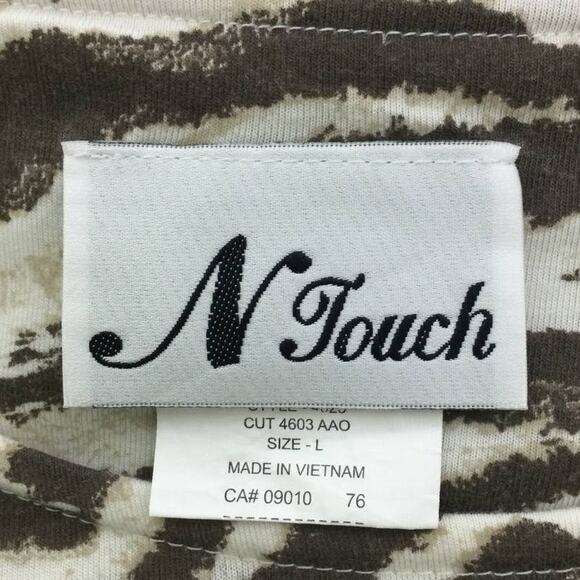 N Touch
CUT 4603 AAO
SIZE - L
MADE IN VIETNAM
CA# 09010 76